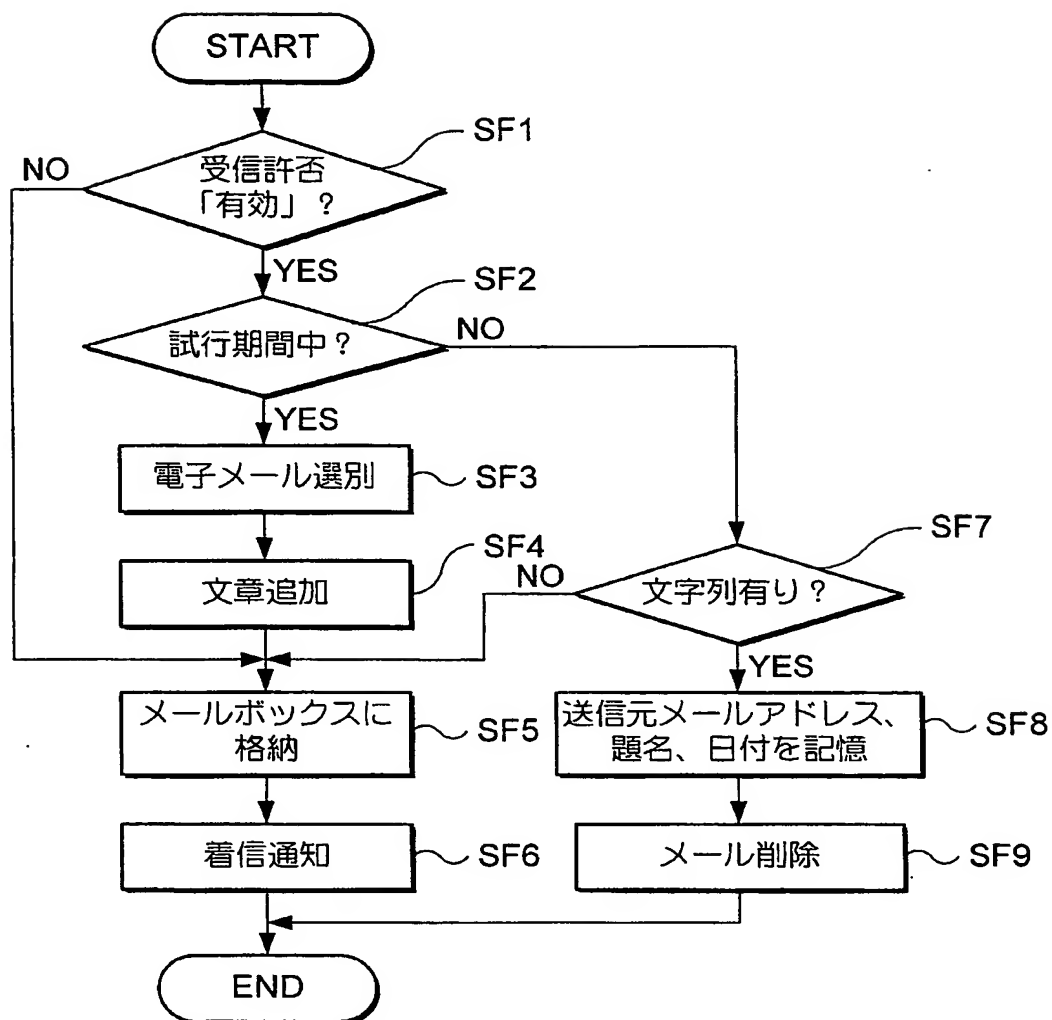 START
SF1
NO
受信許否
「有効」?
YES
SF2
NO
試行期間中?
YES
電子メール選別
SF3
SF7
SF4
NO
文章追加
文字列有り?
YES
メールボックスに
格納
SF5
送信元メールアドレス、
題名、日付を記憶
SF8
着信通知
SF6
メール削除
SF9
END